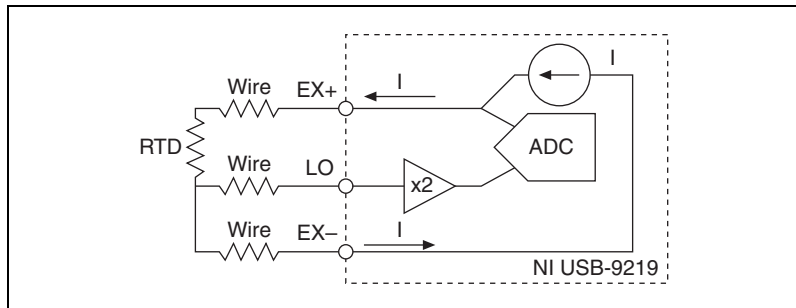 I
Wire EX+ I
RTD ADC
Wire LO
x2
Wire EX– I
NI USB-9219